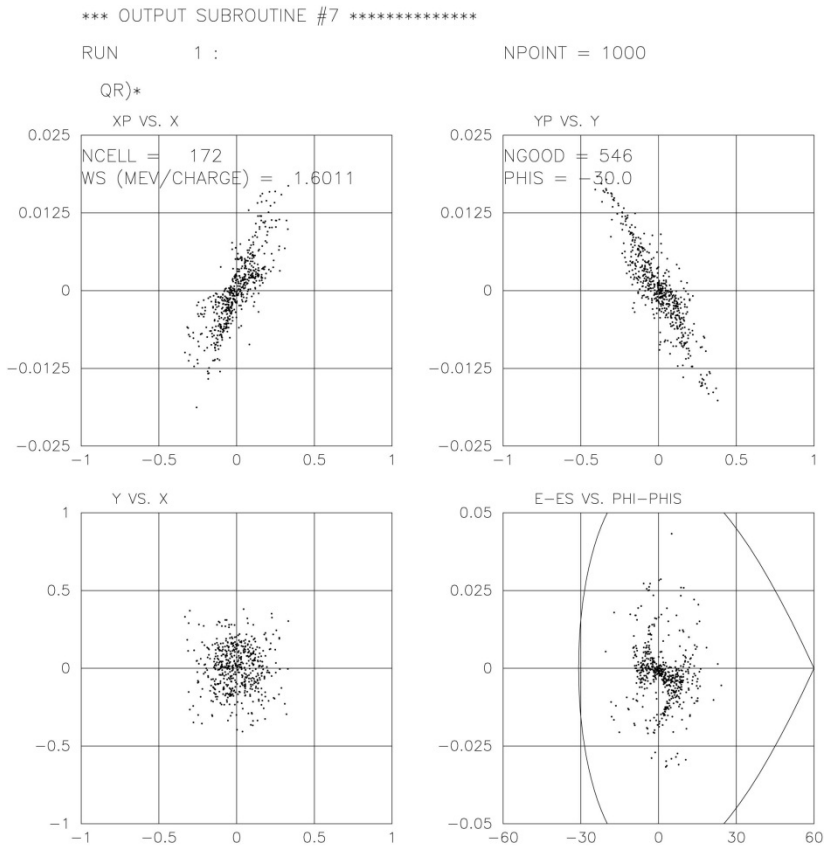 *** OUTPUT SUBROUTINE #7 **************
RUN 1 : NPOINT = 1000
QR)*
XP VS. X
NCELL = 172
WS (MEV/CHARGE) = 1.6011
0.025
0.0125
0
−0.0125
−0.025
−1 −0.5 0 0.5 1
YP VS. Y
NGOOD = 546
PHIS = −30.0
0.025
0.0125
0
−0.0125
−0.025
−1 −0.5 0 0.5 1
Y VS. X
1
0.5
0
−0.5
−1
−1 −0.5 0 0.5 1
E−ES VS. PHI−PHIS
0.05
0.025
0
−0.025
−0.05
−60 −30 0 30 60